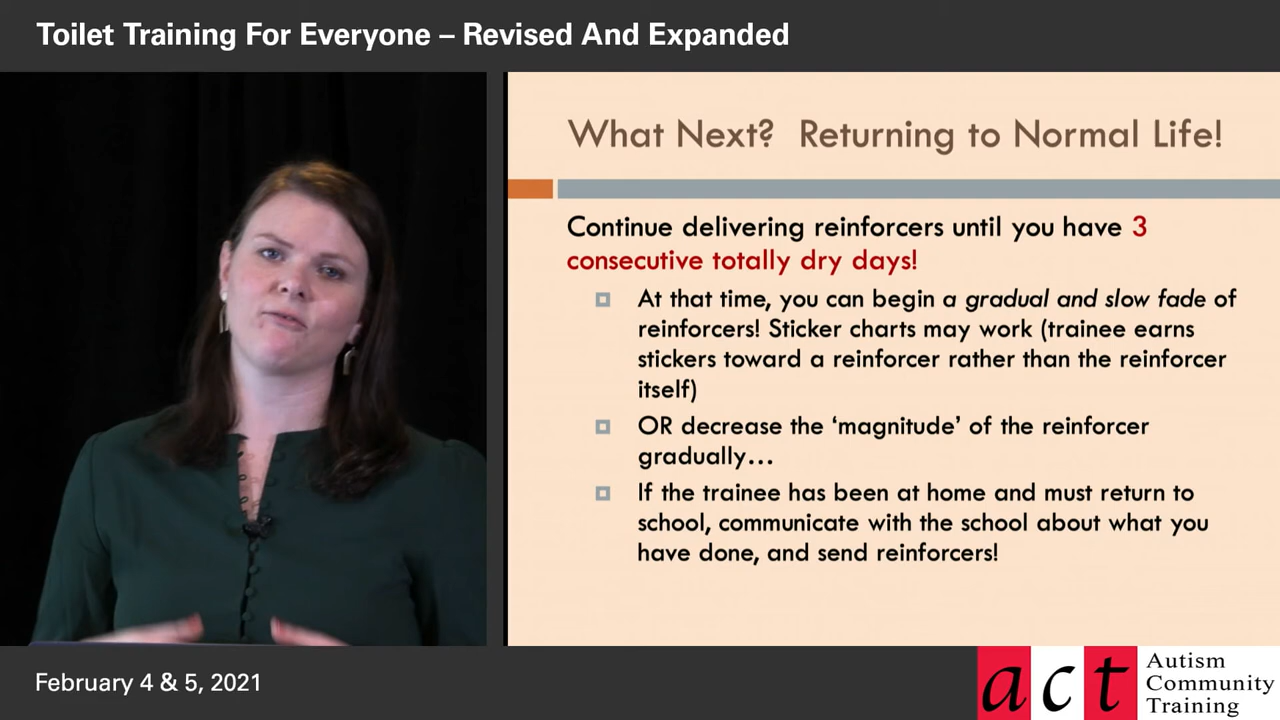 Toilet Training For Everyone – Revised And Expanded
What Next? Returning to Normal Life!
Continue delivering reinforcers until you have 3
consecutive totally dry days!
At that time, you can begin a gradual and slow fade of
reinforcers! Sticker charts may work (trainee earns
stickers toward a reinforcer rather than the reinforcer
itself)
OR decrease the ‘magnitude’ of the reinforcer
gradually…
If the trainee has been at home and must return to
school, communicate with the school about what you
have done, and send reinforcers!
February 4 & 5, 2021
act
Autism
Community
Training